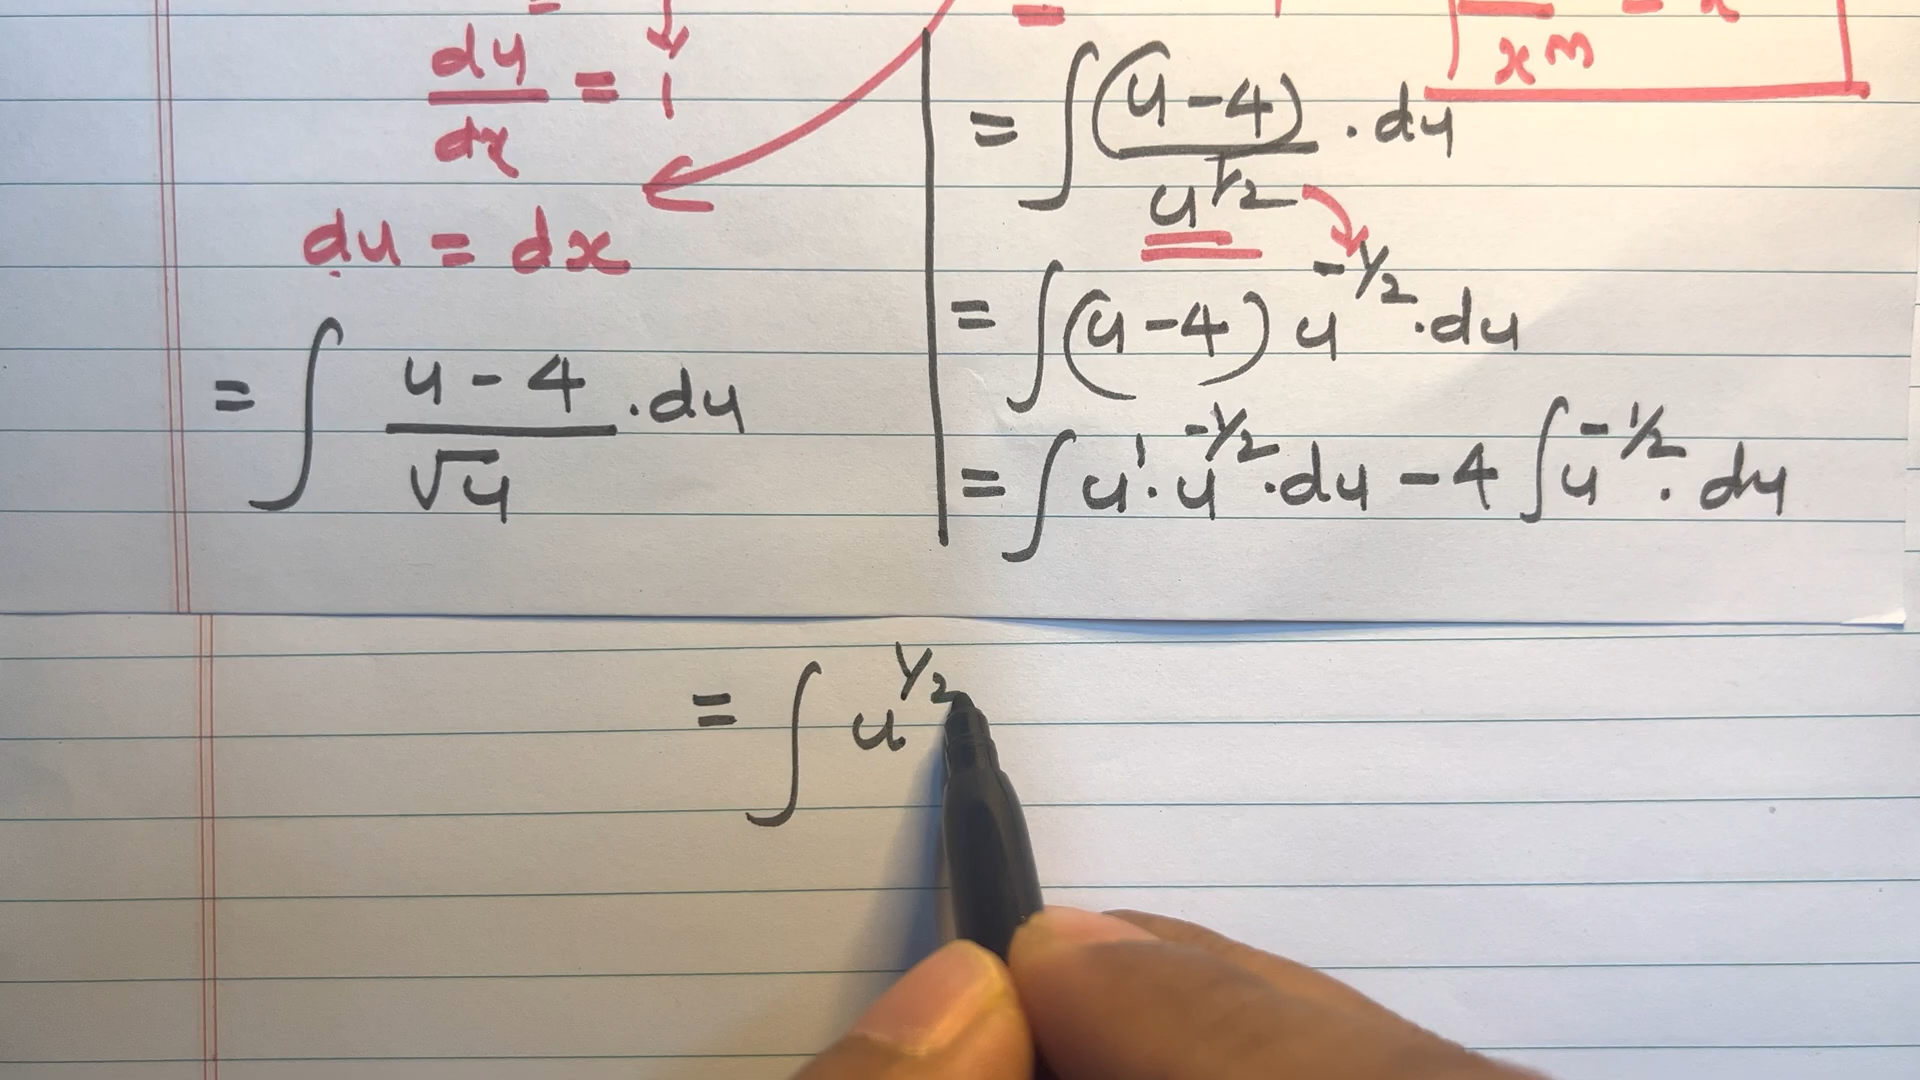 dy/dx = 1
du = dx
= ∫ u - 4 / √u . du
x^m
= ∫ (u - 4) / u^1/2 . du
= ∫ (u - 4) u^-1/2 . du
= ∫ u^1 . u^-1/2 . du - 4 ∫ u^-1/2 . du
= ∫ u^1/2